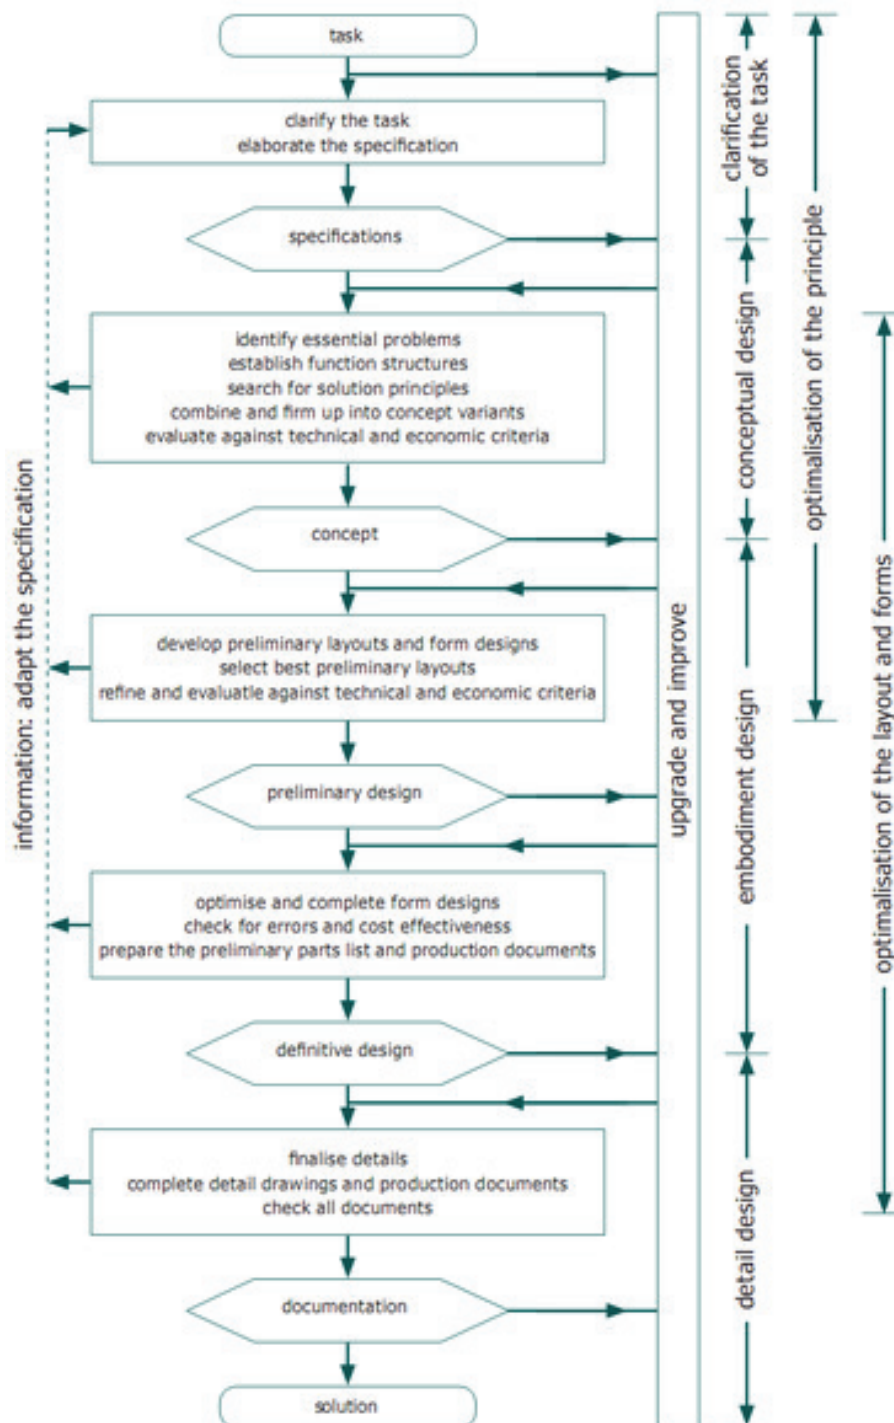 task
clarify the task
elaborate the specification
specifications
identify essential problems
establish function structures
search for solution principles
combine and firm up into concept variants
evaluate against technical and economic criteria
concept
develop preliminary layouts and form designs
select best preliminary layouts
refine and evaluatle against technical and economic criteria
preliminary design
optimise and complete form designs
check for errors and cost effectiveness
prepare the preliminary parts list and production documents
definitive design
finalise details
complete detail drawings and production documents
check all documents
documentation
solution
information: adapt the specification
upgrade and improve
clarification
of the task
conceptual design
embodiment design
detail design
optimalisation of the principle
optimalisation of the layout and forms